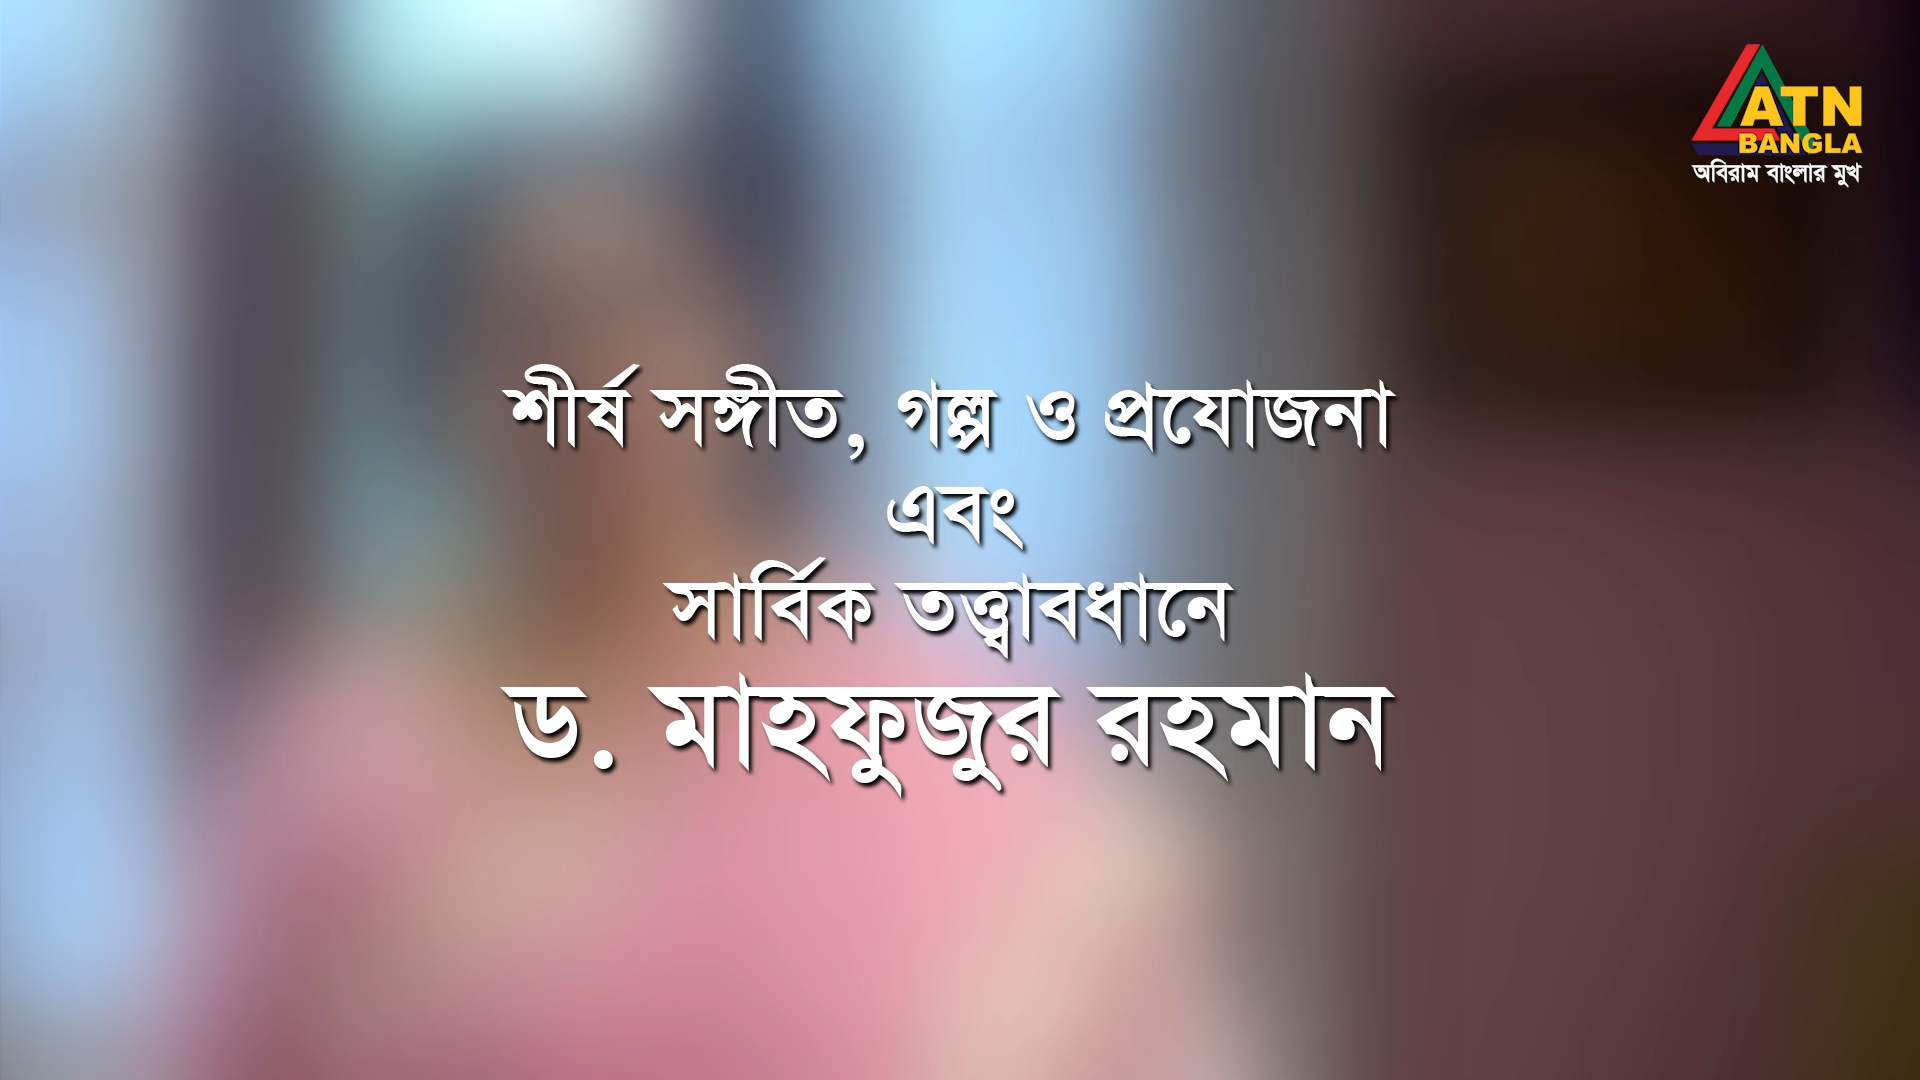 ATN
BANGLA
অবিরাম বাংলার মুখ
শীর্ষ সঙ্গীত, গল্প ও প্রযোজনা
এবং
সার্বিক তত্ত্বাবধানে
ড. মাহফুজুর রহমান